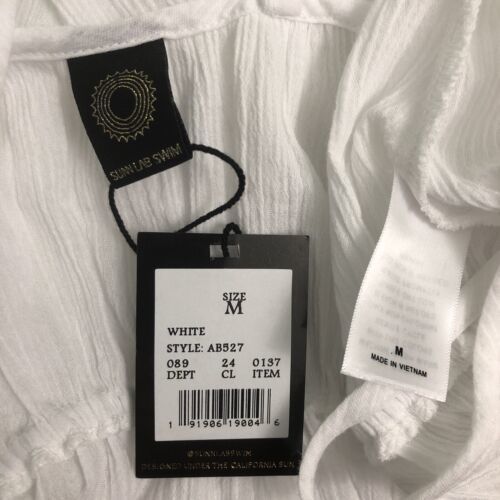 SUNN LAB SWIM
SIZE
M
WHITE
STYLE: AB527
089 24 0137
DEPT CL ITEM
1 91906 19004 6
@SUNNLABSWIM
DESIGNED UNDER THE CALIFORNIA SUN
M
MADE IN VIETNAM